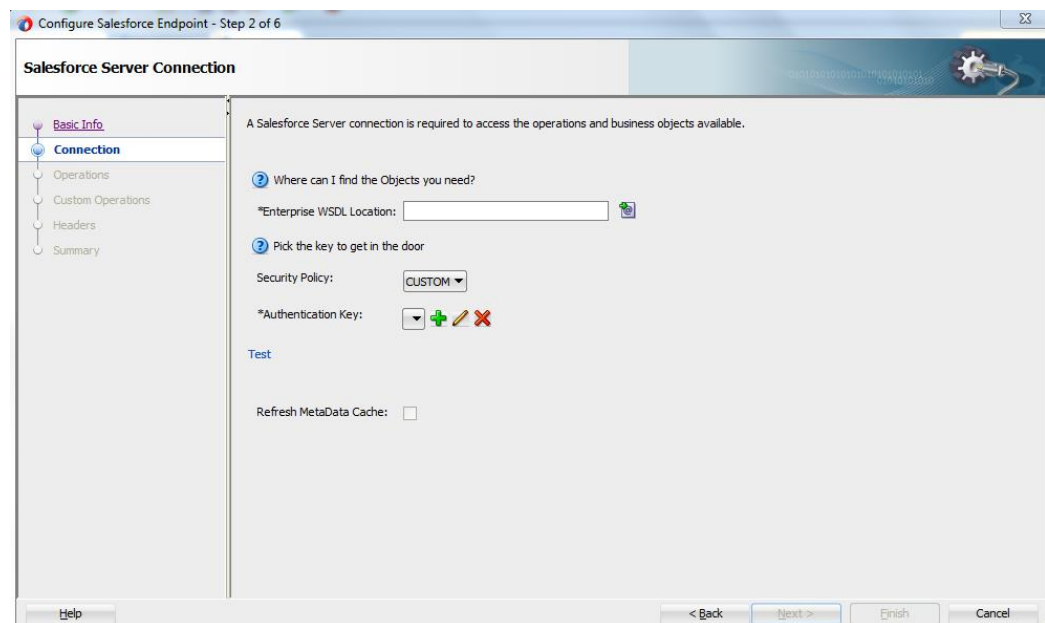 Configure Salesforce Endpoint - Step 2 of 6
Salesforce Server Connection
Basic Info
Connection
Operations
Custom Operations
Headers
Summary
A Salesforce Server connection is required to access the operations and business objects available.
Where can I find the Objects you need?
*Enterprise WSDL Location:
Pick the key to get in the door
Security Policy: CUSTOM
*Authentication Key:
Test
Refresh MetaData Cache:
Help < Back Next > Finish Cancel